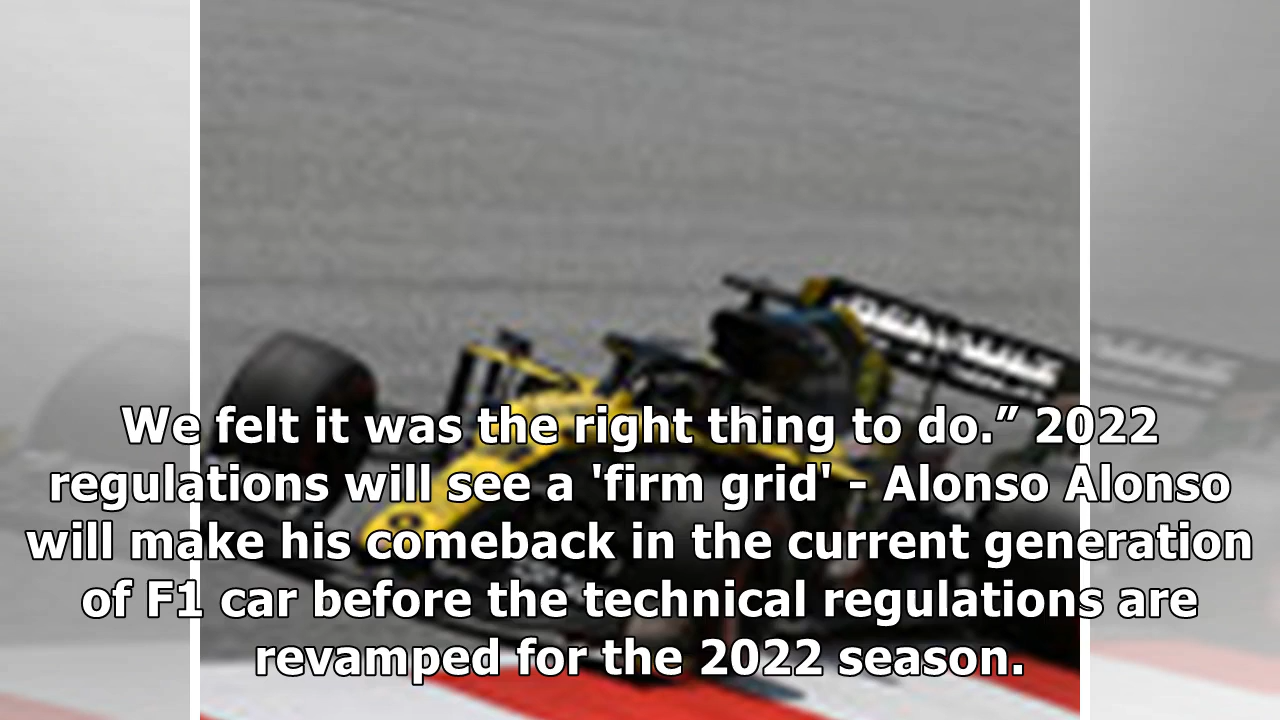 We felt it was the right thing to do.” 2022
regulations will see a 'firm grid' - Alonso Alonso
will make his comeback in the current generation
of F1 car before the technical regulations are
revamped for the 2022 season.